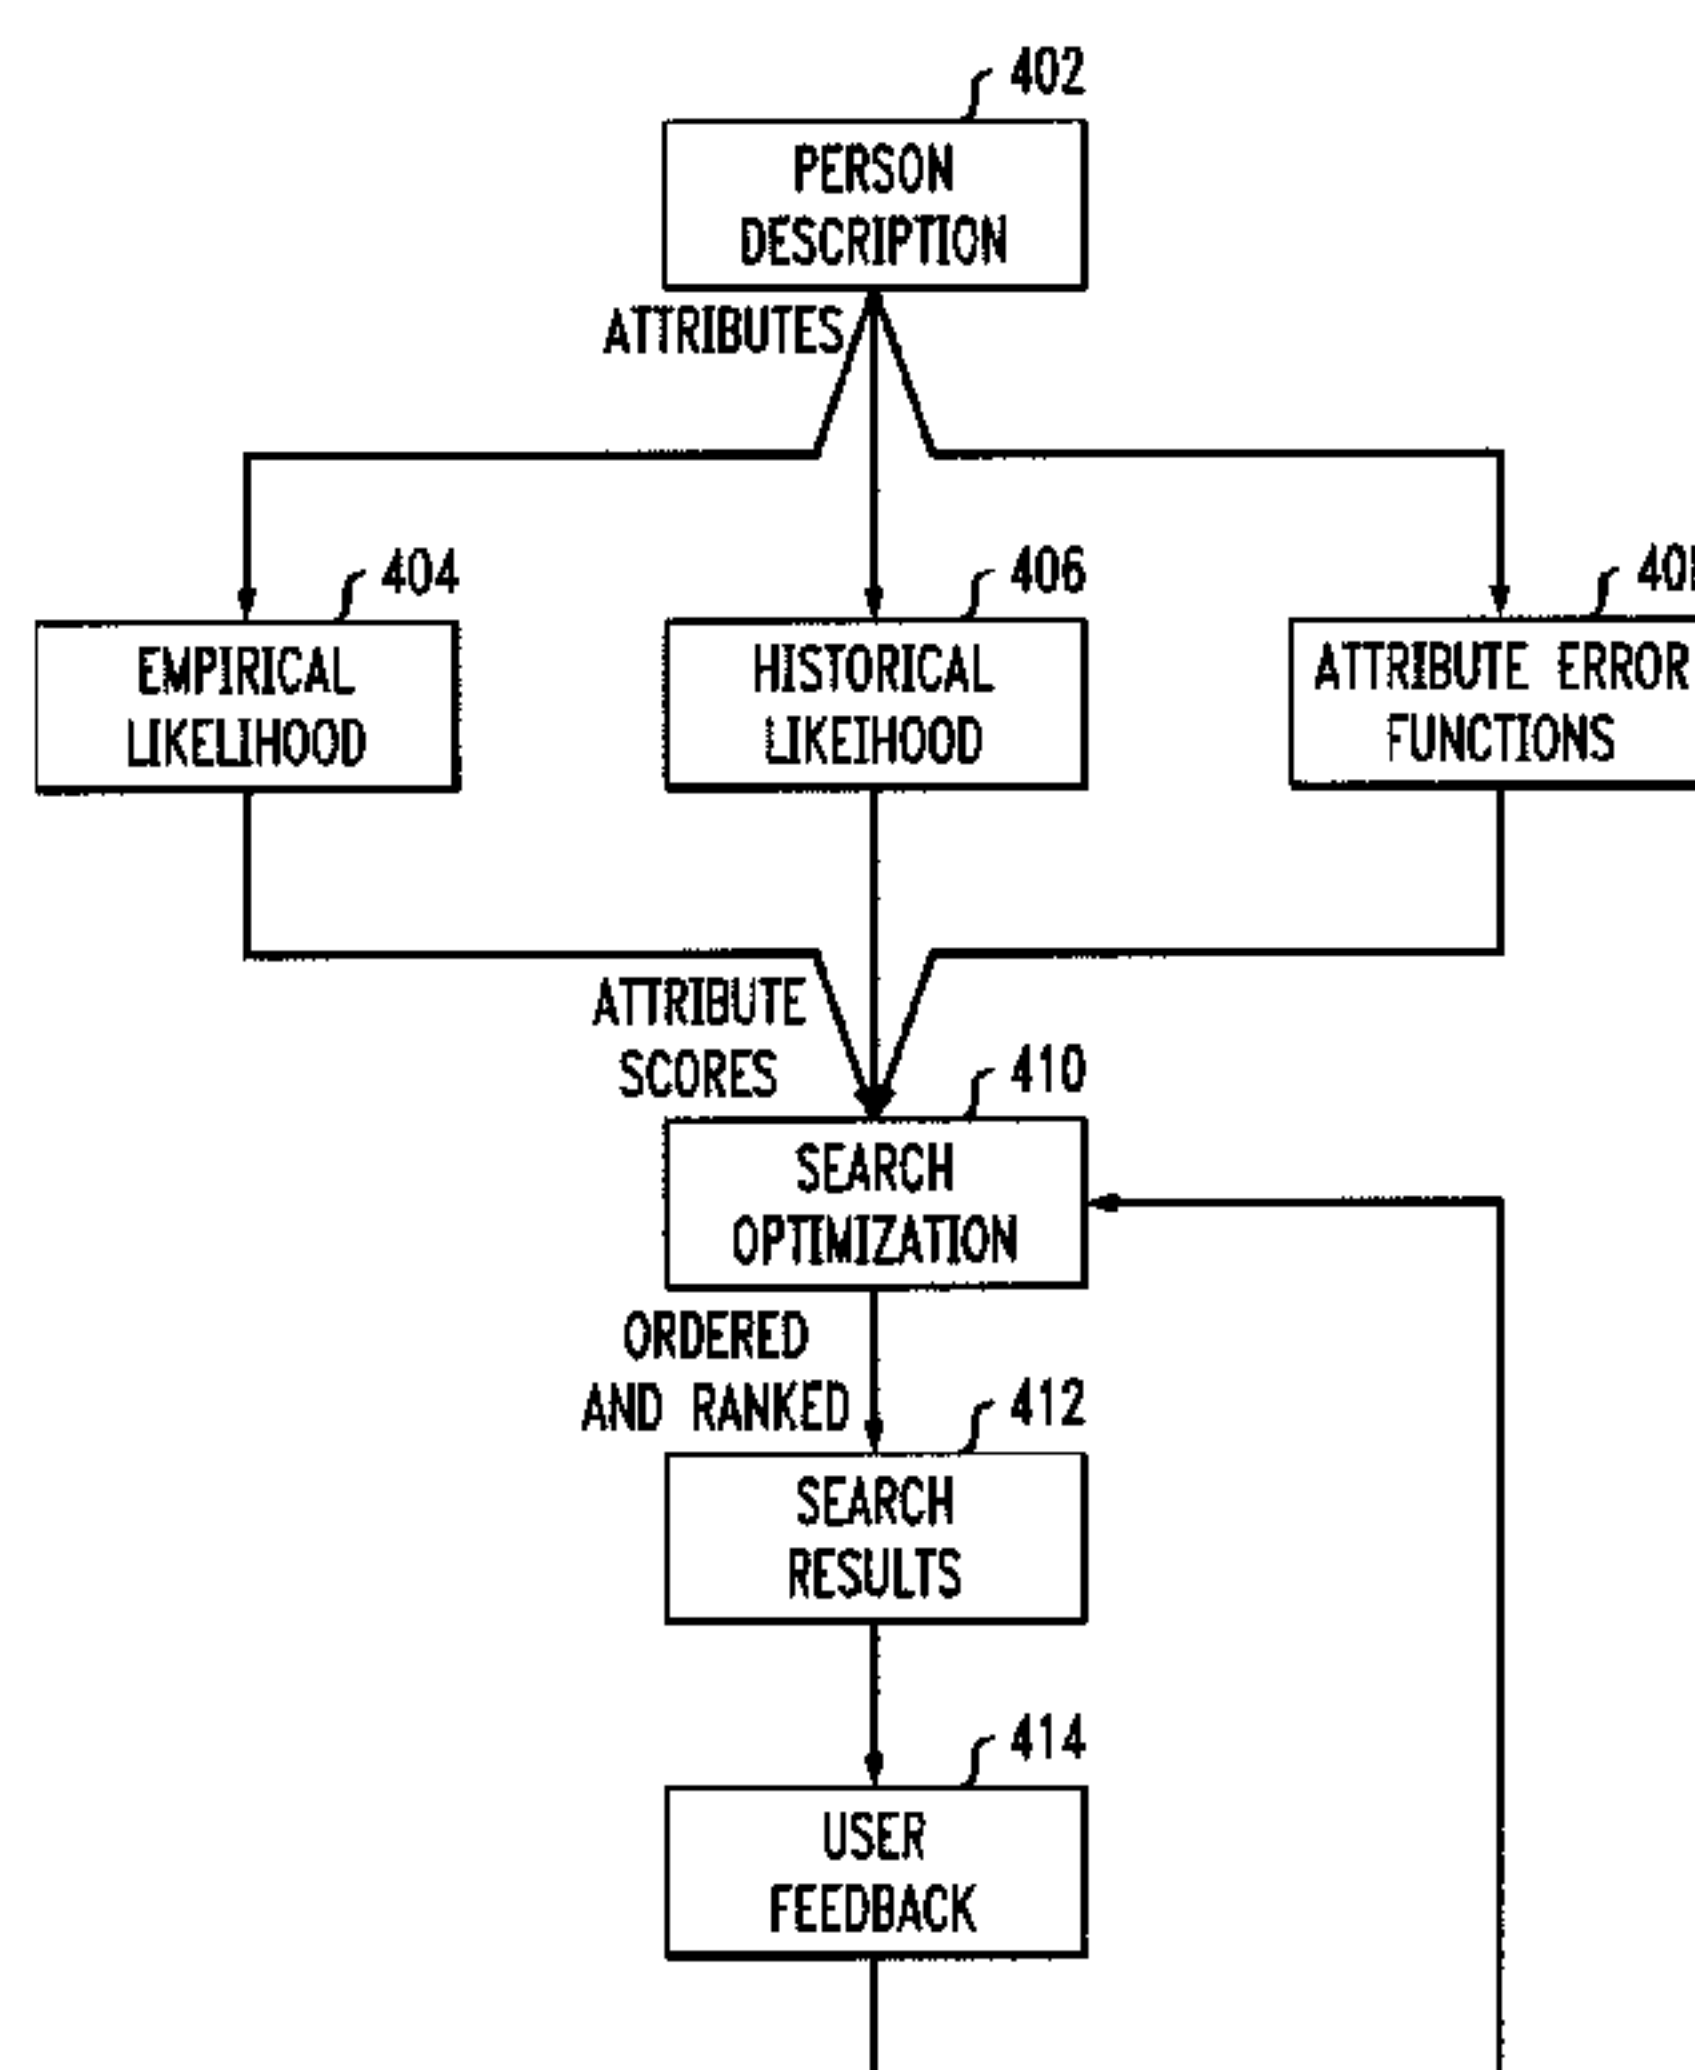 402
PERSON
DESCRIPTION
ATTRIBUTES
404
406
EMPIRICAL
LIKELIHOOD
HISTORICAL
LIKEIHOOD
ATTRIBUTE ERROR
FUNCTIONS
ATTRIBUTE
SCORES
410
SEARCH
OPTIMIZATION
ORDERED
AND RANKED
412
SEARCH
RESULTS
414
USER
FEEDBACK